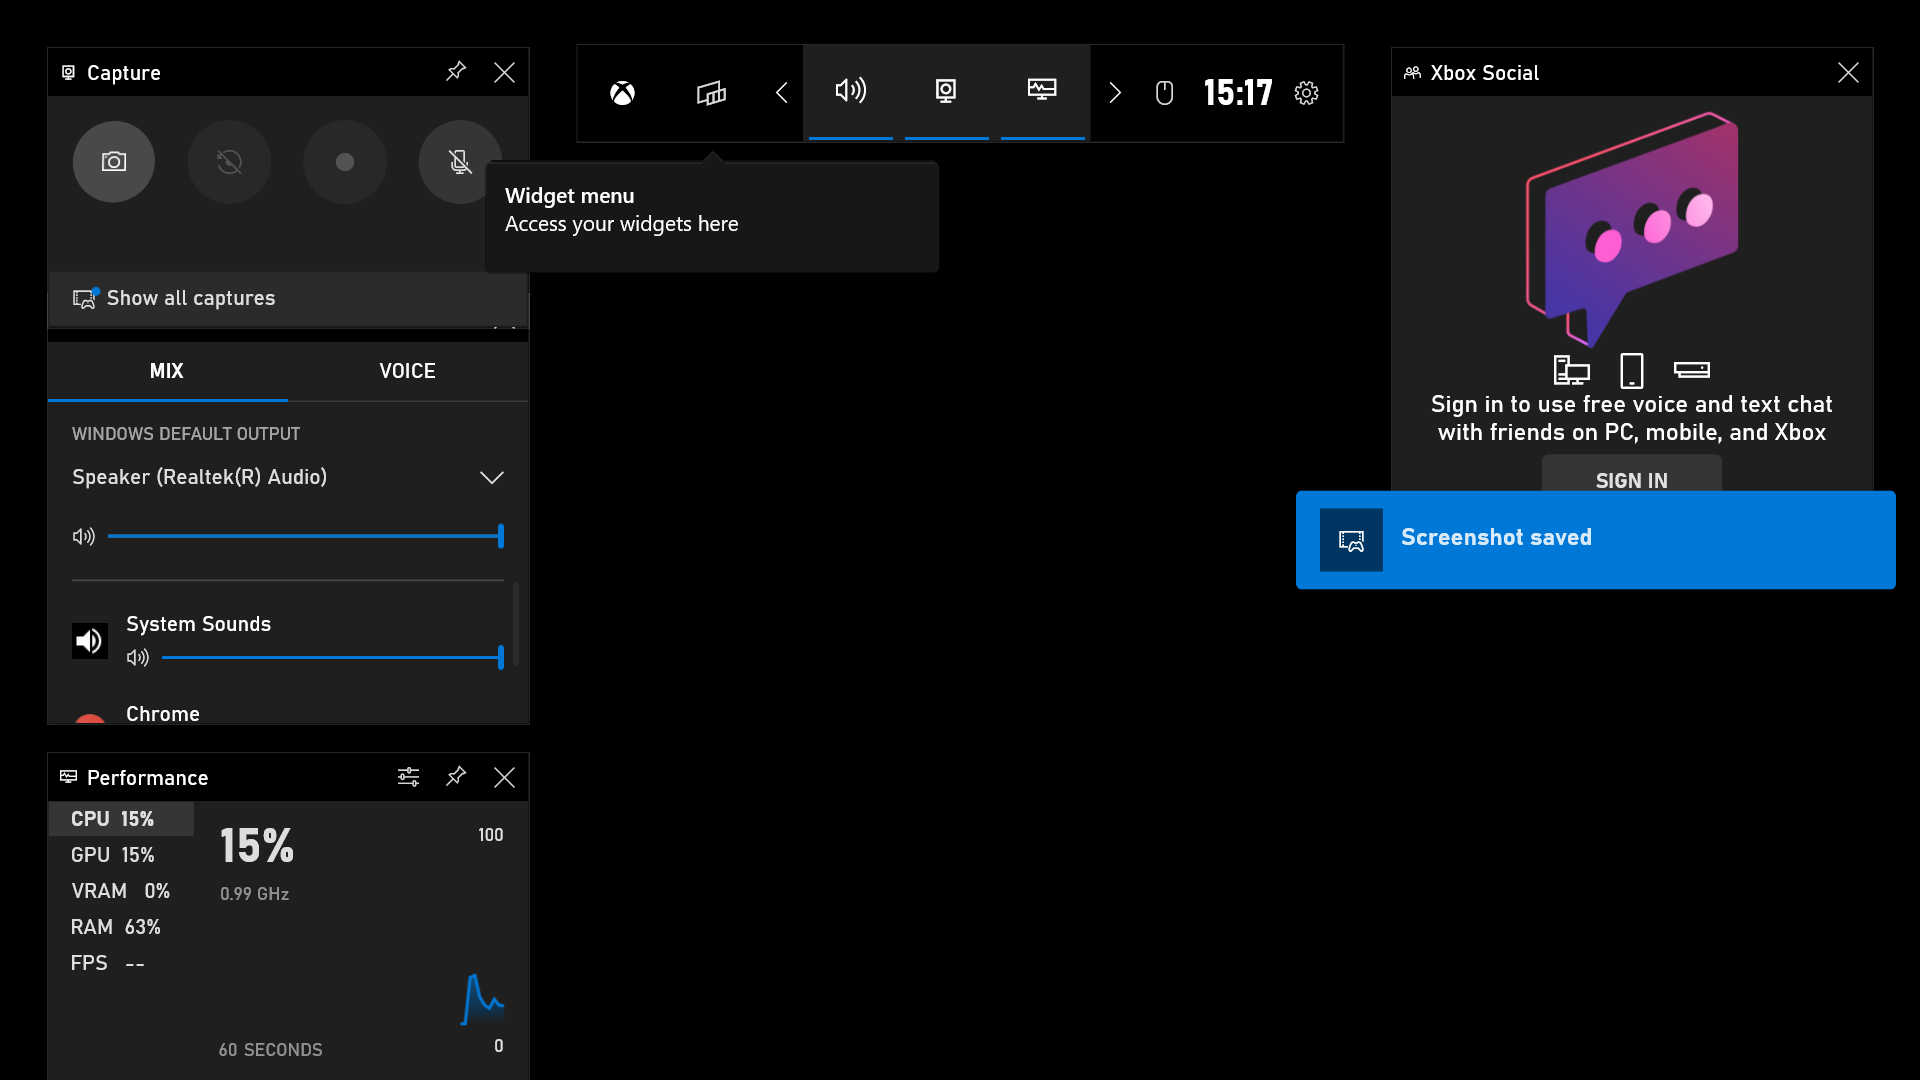 Capture
Show all captures
MIX
VOICE
WINDOWS DEFAULT OUTPUT
Speaker (Realtek(R) Audio)
System Sounds
Chrome
Performance
CPU 15%
GPU 15%
VRAM 0%
RAM 63%
FPS --
15%
0.99 GHz
100
60 SECONDS
0
15:17
Widget menu
Access your widgets here
Xbox Social
Sign in to use free voice and text chat
with friends on PC, mobile, and Xbox
SIGN IN
Screenshot saved